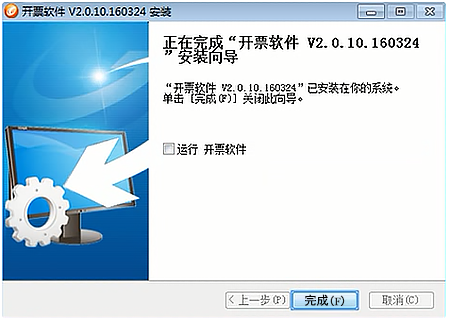 开票软件 V2.0.10.160324 安装
正在完成“开票软件 V2.0.10.160324
”安装向导
“开票软件 V2.0.10.160324”已安装在你的系统。
单击 [完成(F)] 关闭此向导。
运行 开票软件
< 上一步(P) 完成(F) 取消(C)